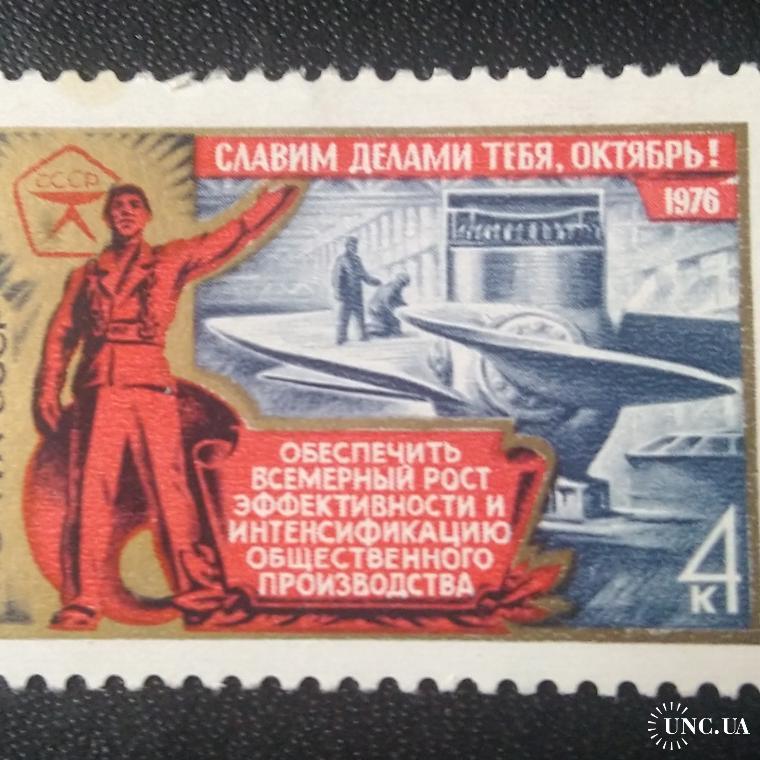 СЛАВИМ ДЕЛАМИ ТЕБЯ, ОКТЯБРЬ!
1976
СССР
ОБЕСПЕЧИТЬ
ВСЕМЕРНЫЙ РОСТ
ЭФФЕКТИВНОСТИ И
ИНТЕНСИФИКАЦИЮ
ОБЩЕСТВЕННОГО
ПРОИЗВОДСТВА
4 К
UNC.UA